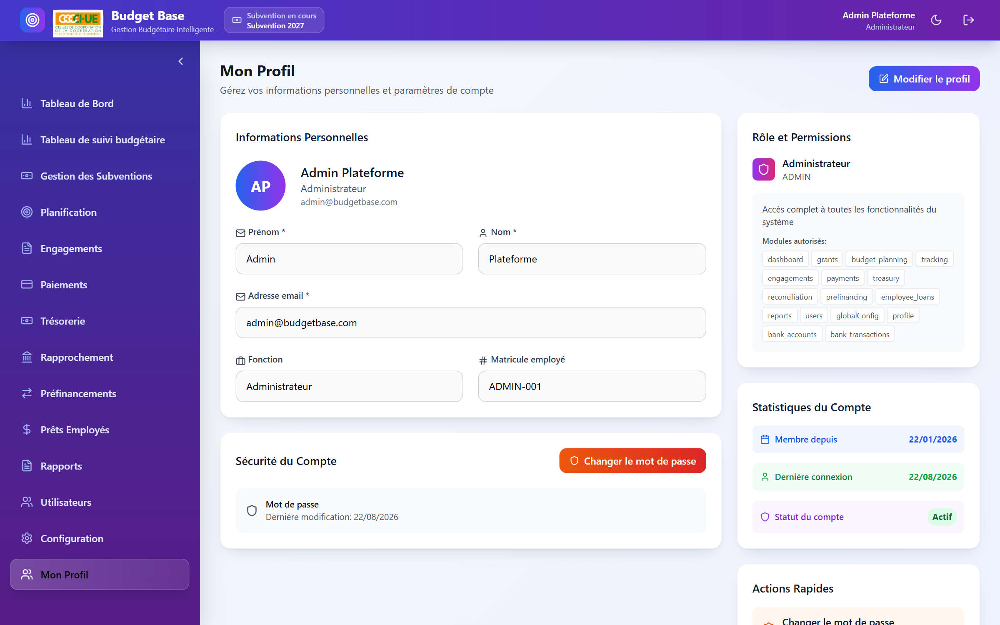 CCCCI-UE
CELLULE DE COORDINATION
DE LA COOPERATION
COTE D'IVOIRE-UNION EUROPEENNE
Budget Base
Gestion Budgétaire Intelligente
Subvention en cours
Subvention 2027
Admin Plateforme
Administrateur
Tableau de Bord
Tableau de suivi budgétaire
Gestion des Subventions
Planification
Engagements
Paiements
Trésorerie
Rapprochement
Préfinancements
Prêts Employés
Rapports
Utilisateurs
Configuration
Mon Profil
Mon Profil
Gérez vos informations personnelles et paramètres de compte
Modifier le profil
Informations Personnelles
AP
Admin Plateforme
Administrateur
admin@budgetbase.com
Prénom *
Nom *
Admin
Plateforme
Adresse email *
admin@budgetbase.com
Fonction
Matricule employé
Administrateur
ADMIN-001
Sécurité du Compte
Changer le mot de passe
Mot de passe
Dernière modification: 22/08/2026
Rôle et Permissions
Administrateur
ADMIN
Accès complet à toutes les fonctionnalités du
système
Modules autorisés:
dashboard grants budget_planning tracking
engagements payments treasury
reconciliation prefinancing employee_loans
reports users globalConfig profile
bank_accounts bank_transactions
Statistiques du Compte
Membre depuis 22/01/2026
Dernière connexion 22/08/2026
Statut du compte Actif
Actions Rapides
Changer le mot de passe